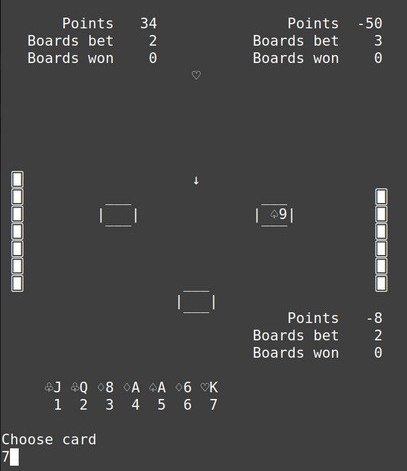 Points 34
Boards bet 2
Boards won 0
Points -50
Boards bet 3
Boards won 0
♡
↓
|　| | ♤9|
|　|
Points -8
Boards bet 2
Boards won 0
♧J ♧Q ♢8 ♢A ♤A ♢6 ♡K
1 2 3 4 5 6 7
Choose card
7